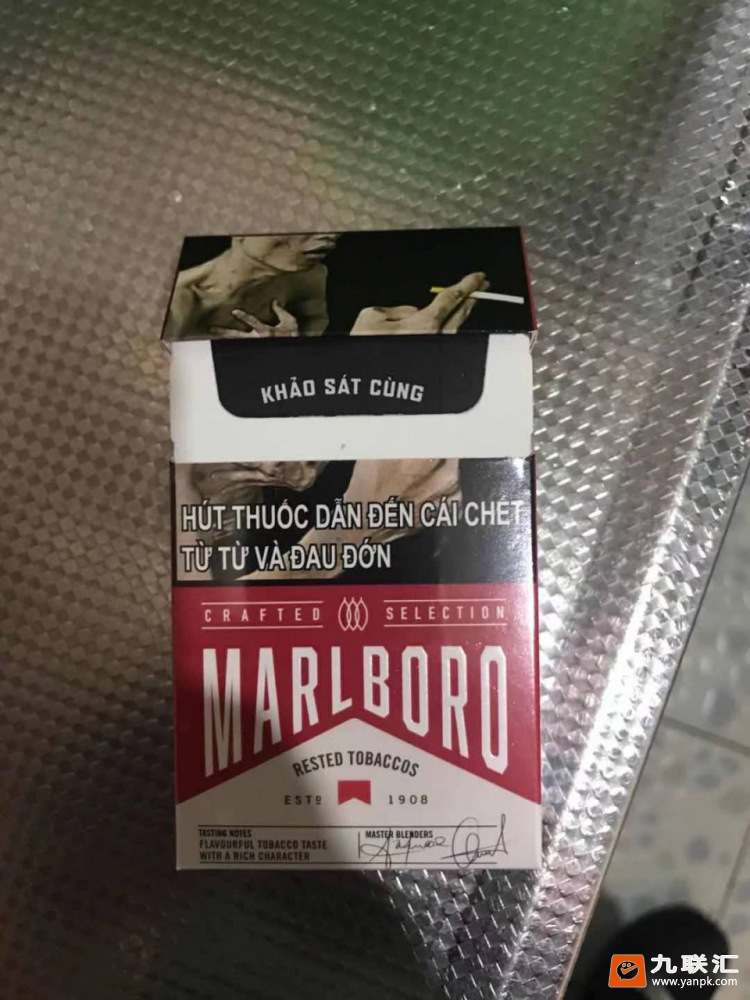 KHẢO SÁT CÙNG
HÚT THUỐC DẪN ĐẾN CÁI CHẾT
TỪ TỪ VÀ ĐAU ĐỚN
CRAFTED SELECTION
MARLBORO
RESTED TOBACCOS
ESTD 1908
TASTING NOTES
FLAVOURFUL TOBACCO TASTE
WITH A RICH CHARACTER
MASTER BLENDERS
九联汇
www.yanpk.com